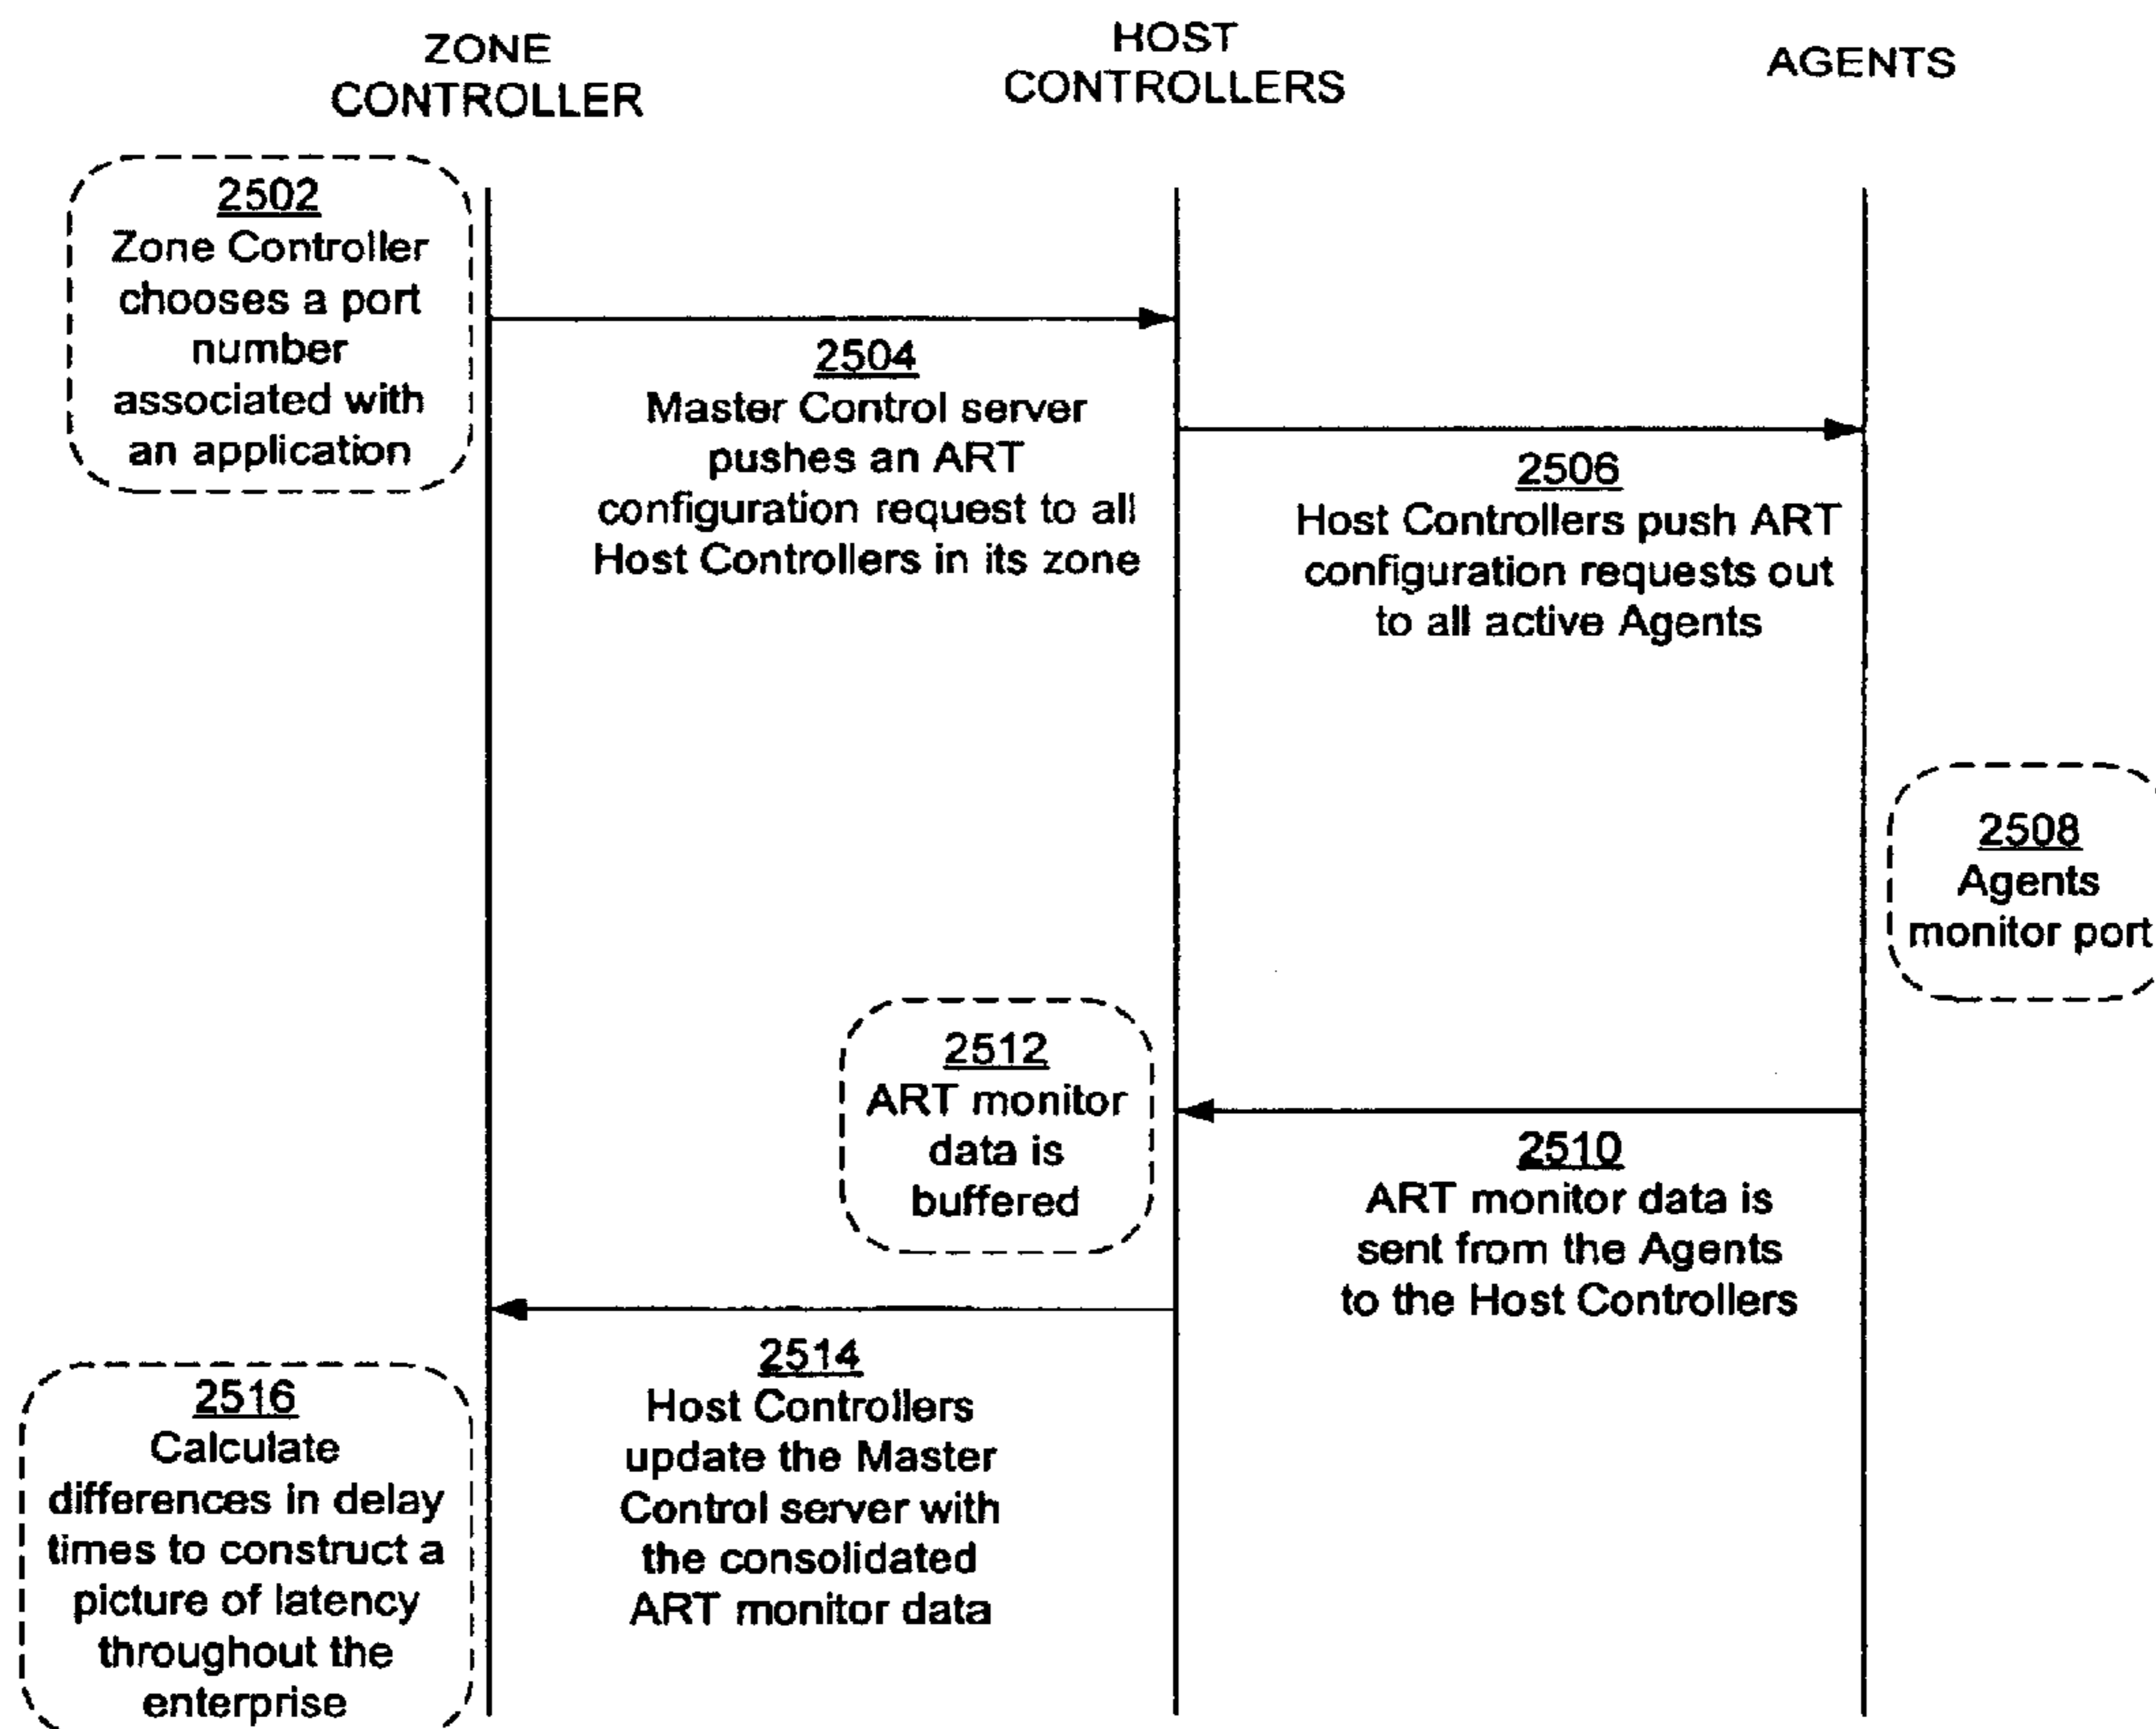 ZONE
CONTROLLER
HOST
CONTROLLERS
AGENTS
2502
Zone Controller
chooses a port
number
associated with
an application
2504
Master Control server
pushes an ART
configuration request to all
Host Controllers in its zone
2506
Host Controllers push ART
configuration requests out
to all active Agents
2508
Agents
monitor port
2512
ART monitor
data is
buffered
2510
ART monitor data is
sent from the Agents
to the Host Controllers
2514
Host Controllers
update the Master
Control server with
the consolidated
ART monitor data
2516
Calculate
differences in delay
times to construct a
picture of latency
throughout the
enterprise